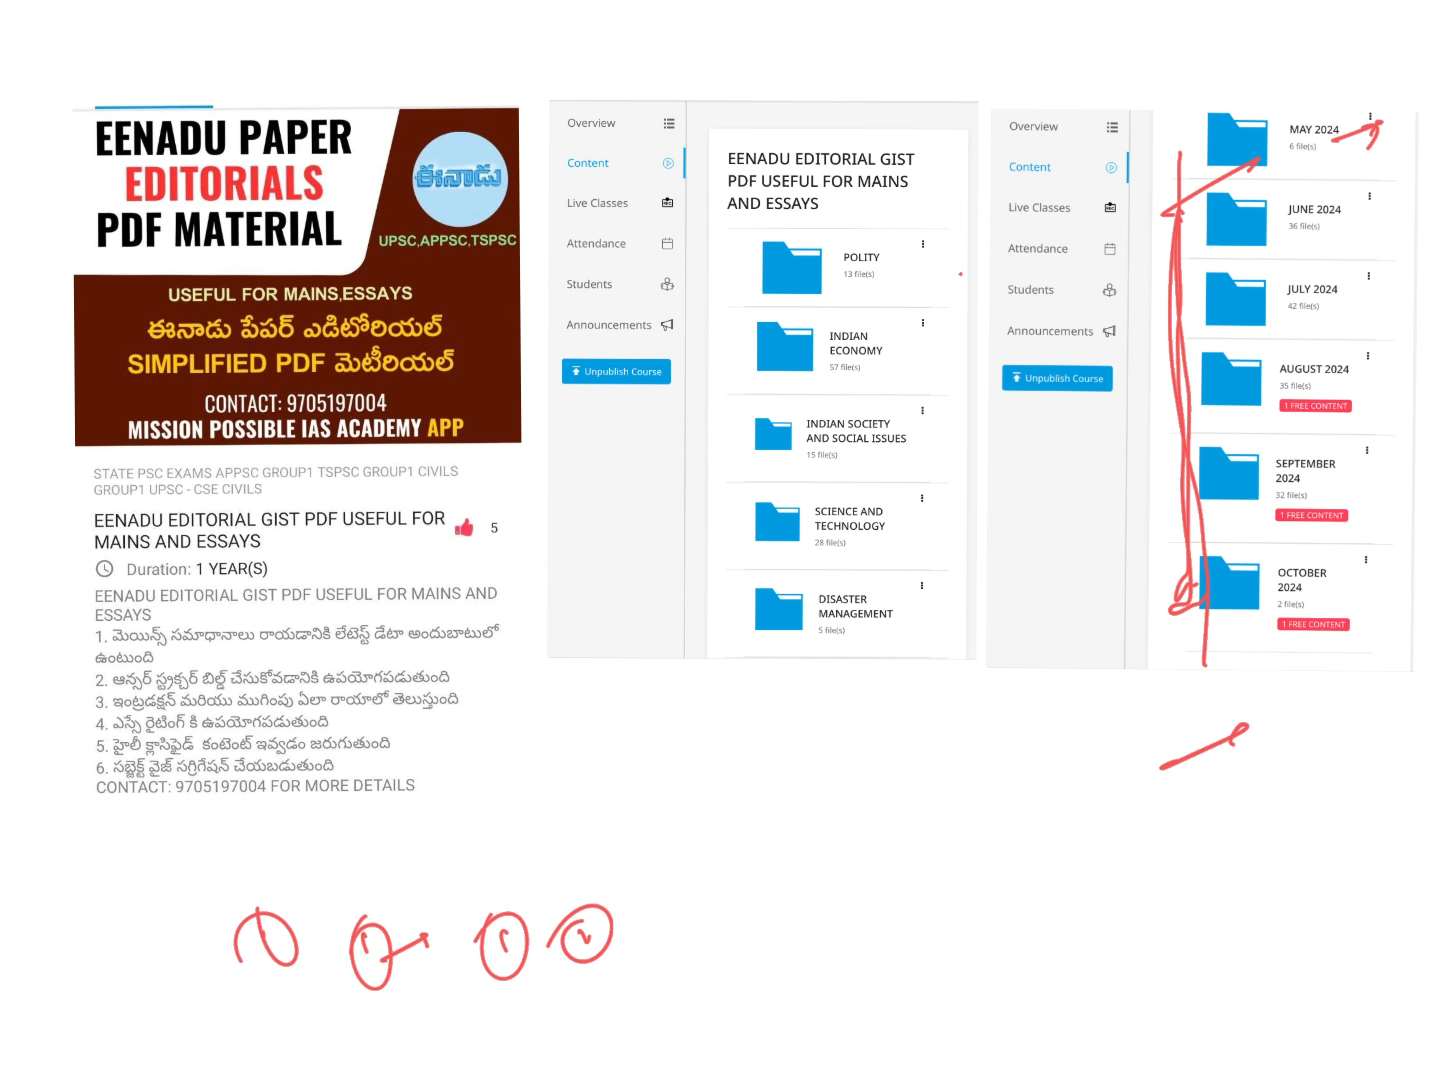 EENADU PAPER
EDITORIALS
PDF MATERIAL
ఈనాడు
UPSC,APPSC,TSPSC
USEFUL FOR MAINS,ESSAYS
ఈనాడు పేపర్ ఎడిటోరియల్
SIMPLIFIED PDF మెటీరియల్
CONTACT: 9705197004
MISSION POSSIBLE IAS ACADEMY APP
STATE PSC EXAMS APPSC GROUP1 TSPSC GROUP1 CIVILS
GROUP1 UPSC - CSE CIVILS
EENADU EDITORIAL GIST PDF USEFUL FOR
MAINS AND ESSAYS
5
Duration: 1 YEAR(S)
EENADU EDITORIAL GIST PDF USEFUL FOR MAINS AND
ESSAYS
1. మెయిన్స్ సమాధానాలు రాయడానికి లేటెస్ట్ డేటా అందుబాటులో
ఉంటుంది
2. ఆన్సర్ స్ట్రక్చర్ బిల్డ్ చేసుకోవడానికి ఉపయోగపడుతుంది
3. ఇంట్రడక్షన్ మరియు ముగింపు ఏలా రాయాలో తెలుస్తుంది
4. ఎస్సే రైటింగ్ కి ఉపయోగపడుతుంది
5. హైలీ క్లాసిఫైడ్ కంటెంట్ ఇవ్వడం జరుగుతుంది
6. సబ్జెక్ట్ వైజ్ సగ్రిగేషన్ చేయబడుతుంది
CONTACT: 9705197004 FOR MORE DETAILS
Overview
Content
Live Classes
Attendance
Students
Announcements
Unpublish Course
EENADU EDITORIAL GIST
PDF USEFUL FOR MAINS
AND ESSAYS
POLITY
13 file(s)
INDIAN
ECONOMY
57 file(s)
INDIAN SOCIETY
AND SOCIAL ISSUES
15 file(s)
SCIENCE AND
TECHNOLOGY
28 file(s)
DISASTER
MANAGEMENT
5 file(s)
Overview
Content
Live Classes
Attendance
Students
Announcements
Unpublish Course
MAY 2024
6 file(s)
JUNE 2024
36 file(s)
JULY 2024
42 file(s)
AUGUST 2024
35 file(s)
1 FREE CONTENT
SEPTEMBER
2024
32 file(s)
1 FREE CONTENT
OCTOBER
2024
2 file(s)
1 FREE CONTENT
1 1 1 2